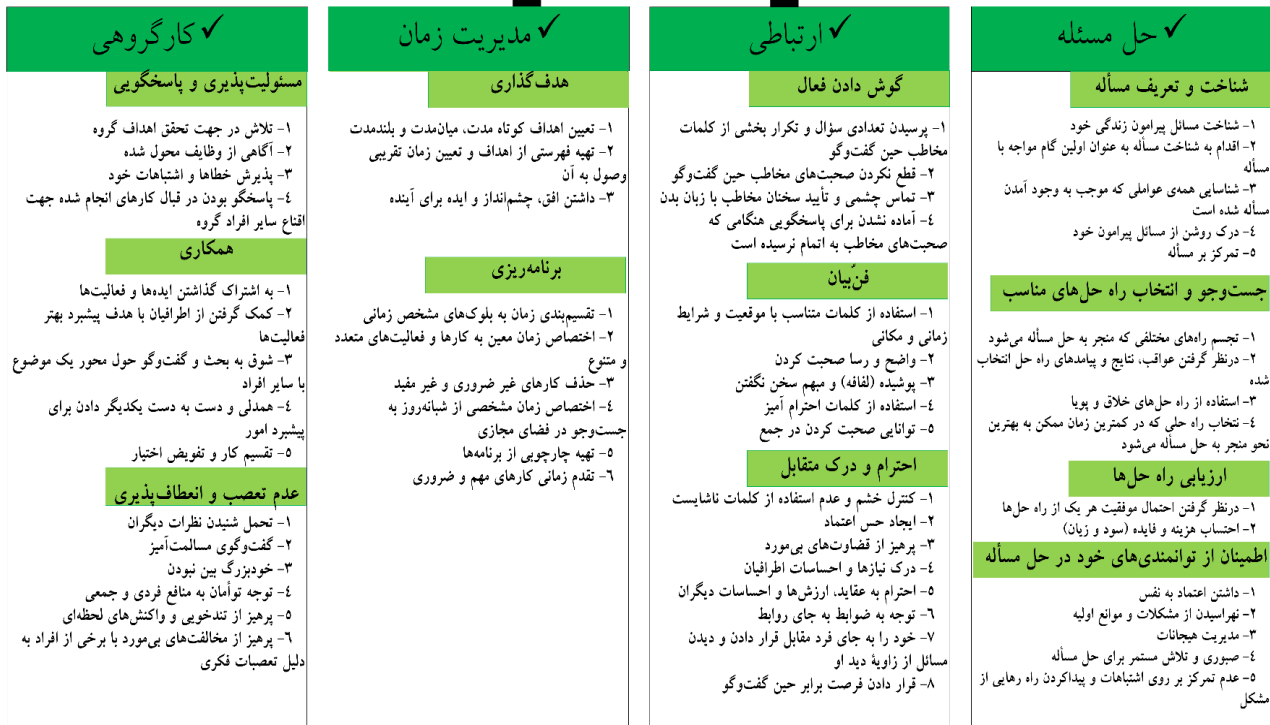 ✓ حل مسئله
شناخت و تعریف مسأله
۱- شناخت مسائل پیرامون زندگی خود
۲- اقدام به شناخت مسأله به عنوان اولین گام مواجه با
مسأله
۳- شناسایی همه‌ی عواملی که موجب به وجود آمدن
مسأله شده است
٤- درک روشن از مسائل پیرامون خود
٥- تمرکز بر مسأله
جست‌وجو و انتخاب راه حل‌های مناسب
۱- تجسم راه‌های مختلفی که منجر به حل مسأله می‌شود
۲- درنظر گرفتن عواقب، نتایج و پیامدهای راه حل انتخاب
شده
۳- استفاده از راه حل‌های خلاق و پویا
٤- نتخاب راه حلی که در کمترین زمان ممکن به بهترین
نحو منجر به حل مسأله می‌شود
ارزیابی راه حل‌ها
۱- درنظر گرفتن احتمال موفقیت هر یک از راه حل‌ها
۲- احتساب هزینه و فایده (سود و زیان)
اطمینان از توانمندی‌های خود در حل مسأله
۱- داشتن اعتماد به نفس
۲- نهراسیدن از مشکلات و موانع اولیه
۳- مدیریت هیجانات
٤- صبوری و تلاش مستمر برای حل مسأله
٥- عدم تمرکز بر روی اشتباهات و پیداکردن راه رهایی از
مشکل
✓ ارتباطی
گوش دادن فعال
۱- پرسیدن تعدادی سؤال و تکرار بخشی از کلمات
مخاطب حین گفت‌وگو
۲- قطع نکردن صحبت‌های مخاطب حین گفت‌وگو
۳- تماس چشمی و تأیید سخنان مخاطب با زبان بدن
٤- آماده نشدن برای پاسخگویی هنگامی که
صحبت‌های مخاطب به اتمام نرسیده است
فنّ‌بیان
۱- استفاده از کلمات متناسب با موقعیت و شرایط
زمانی و مکانی
۲- واضح و رسا صحبت کردن
۳- پوشیده (لفافه) و مبهم سخن نگفتن
٤- استفاده از کلمات احترام آمیز
٥- توانایی صحبت کردن در جمع
احترام و درک متقابل
۱- کنترل خشم و عدم استفاده از کلمات ناشایست
۲- ایجاد حس اعتماد
۳- پرهیز از قضاوت‌های بی‌مورد
٤- درک نیازها و احساسات اطرافیان
٥- احترام به عقاید، ارزش‌ها و احساسات دیگران
٦- توجه به ضوابط به جای روابط
۷- خود را به جای فرد مقابل قرار دادن و دیدن
مسائل از زاویۀ دید او
۸- قرار دادن فرصت برابر حین گفت‌وگو
✓ مدیریت زمان
هدف‌گذاری
۱- تعیین اهداف کوتاه مدت، میان‌مدت و بلندمدت
۲- تهیه فهرستی از اهداف و تعیین زمان تقریبی
وصول به آن
۳- داشتن افق، چشم‌انداز و ایده برای آینده
برنامه‌ریزی
۱- تقسیم‌بندی زمان به بلوک‌های مشخص زمانی
۲- اختصاص زمان معین به کارها و فعالیت‌های متعدد
و متنوع
۳- حذف کارهای غیر ضروری و غیر مفید
٤- اختصاص زمان مشخصی از شبانه‌روز به
جست‌وجو در فضای مجازی
٥- تهیه چارچوبی از برنامه‌ها
٦- تقدم زمانی کارهای مهم و ضروری
✓ کارگروهی
مسئولیت‌پذیری و پاسخگویی
۱- تلاش در جهت تحقق اهداف گروه
۲- آگاهی از وظایف محول شده
۳- پذیرش خطاها و اشتباهات خود
٤- پاسخگو بودن در قبال کارهای انجام شده جهت
اقناع سایر افراد گروه
همکاری
۱- به اشتراک گذاشتن ایده‌ها و فعالیت‌ها
۲- کمک گرفتن از اطرافیان با هدف پیشبرد بهتر
فعالیت‌ها
۳- شوق به بحث و گفت‌وگو حول محور یک موضوع
با سایر افراد
٤- همدلی و دست به دست یکدیگر دادن برای
پیشبرد امور
٥- تقسیم کار و تفویض اختیار
عدم تعصب و انعطاف‌پذیری
۱- تحمل شنیدن نظرات دیگران
۲- گفت‌وگوی مسالمت‌آمیز
۳- خودبزرگ بین نبودن
٤- توجه توأمان به منافع فردی و جمعی
٥- پرهیز از تندخویی و واکنش‌های لحظه‌ای
٦- پرهیز از مخالفت‌های بی‌مورد با برخی از افراد به
دلیل تعصبات فکری